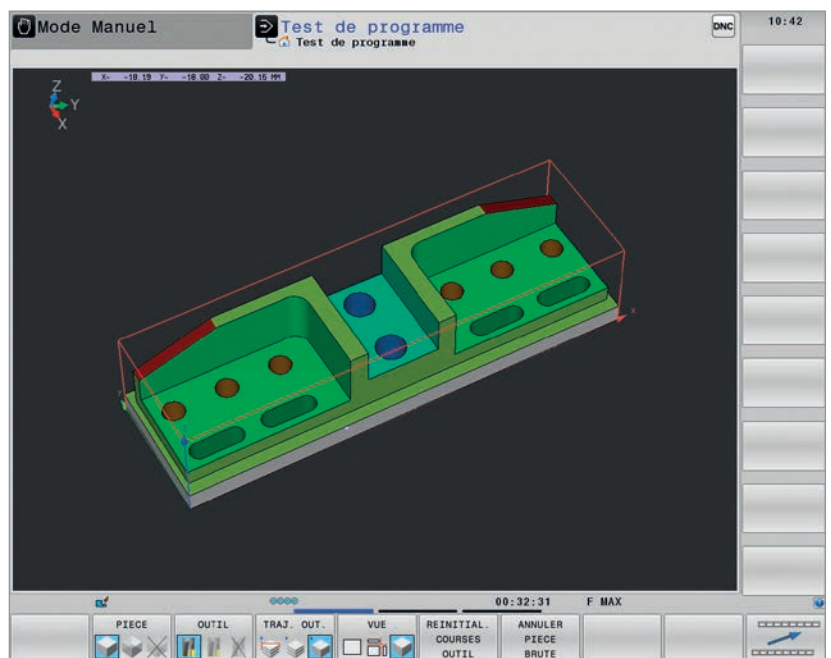 Mode Manuel
Test de programme
Test de programme
DNC
10:42
X- -18.19 Y- -18.00 Z- -20.15 MM
Z
Y
X
X
00:32:31 F MAX
PIECE
OUTIL
TRAJ. OUT.
VUE
REINITIAL.
COURSES
OUTIL
ANNULER
PIECE
BRUTE